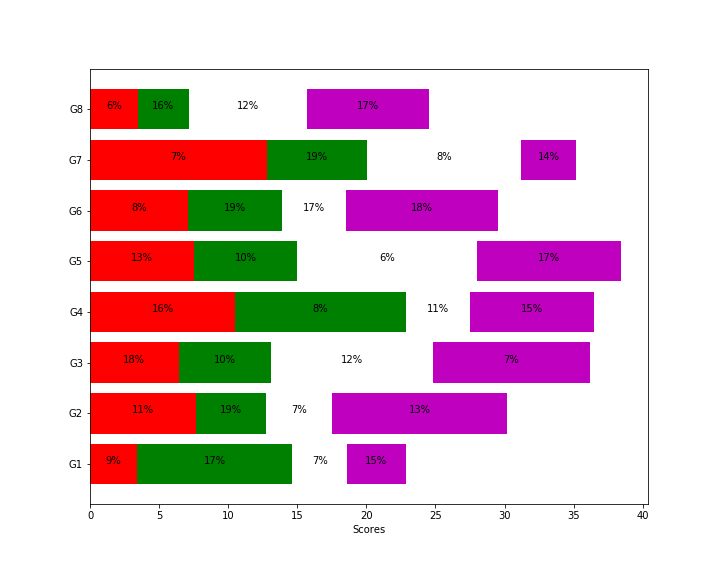 G8 6% 16% 12% 17%
G7 7% 19% 8% 14%
G6 8% 19% 17% 18%
G5 13% 10% 6% 17%
G4 16% 8% 11% 15%
G3 18% 10% 12% 7%
G2 11% 19% 7% 13%
G1 9% 17% 7% 15%
0 5 10 15 20 25 30 35 40
Scores